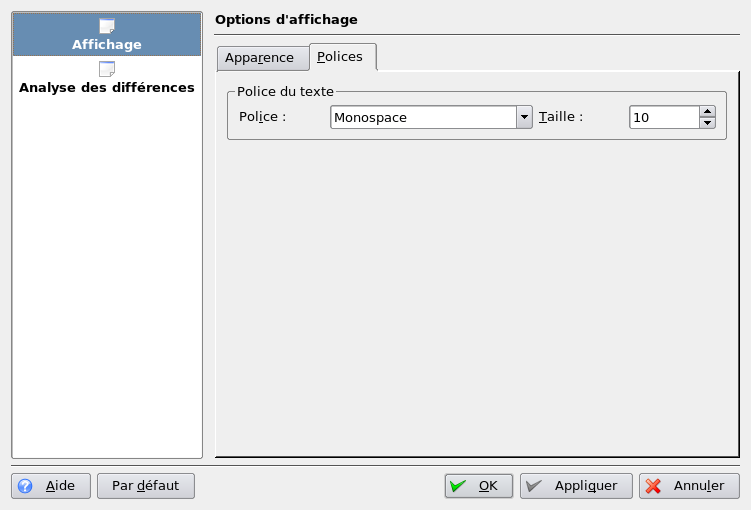 Affichage
Analyse des différences
Options d'affichage
Apparence
Polices
Police du texte
Police :
Monospace
Taille :
10
Aide
Par défaut
OK
Appliquer
Annuler